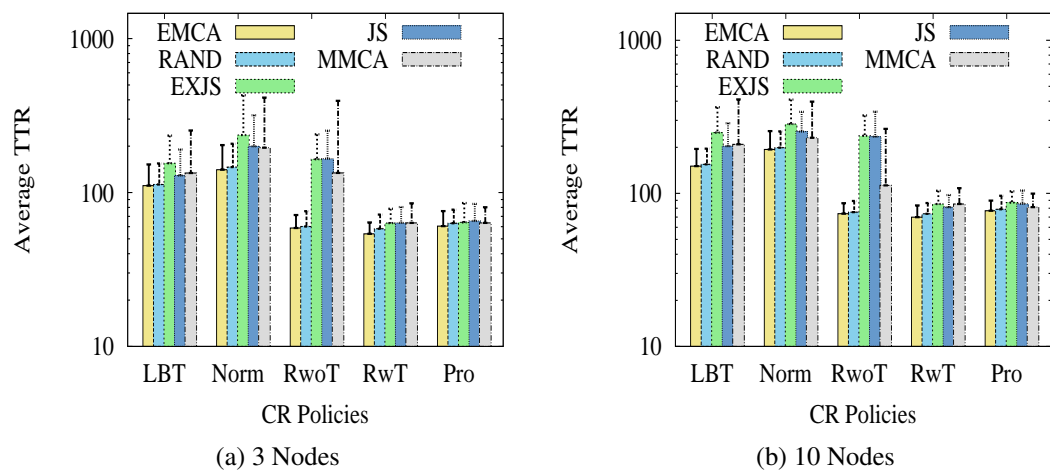 1000
100
10
Average TTR
EMCA
RAND
EXJS
JS
MMCA
LBT Norm RwoT RwT Pro
CR Policies
(a) 3 Nodes
1000
100
10
Average TTR
EMCA
RAND
EXJS
JS
MMCA
LBT Norm RwoT RwT Pro
CR Policies
(b) 10 Nodes